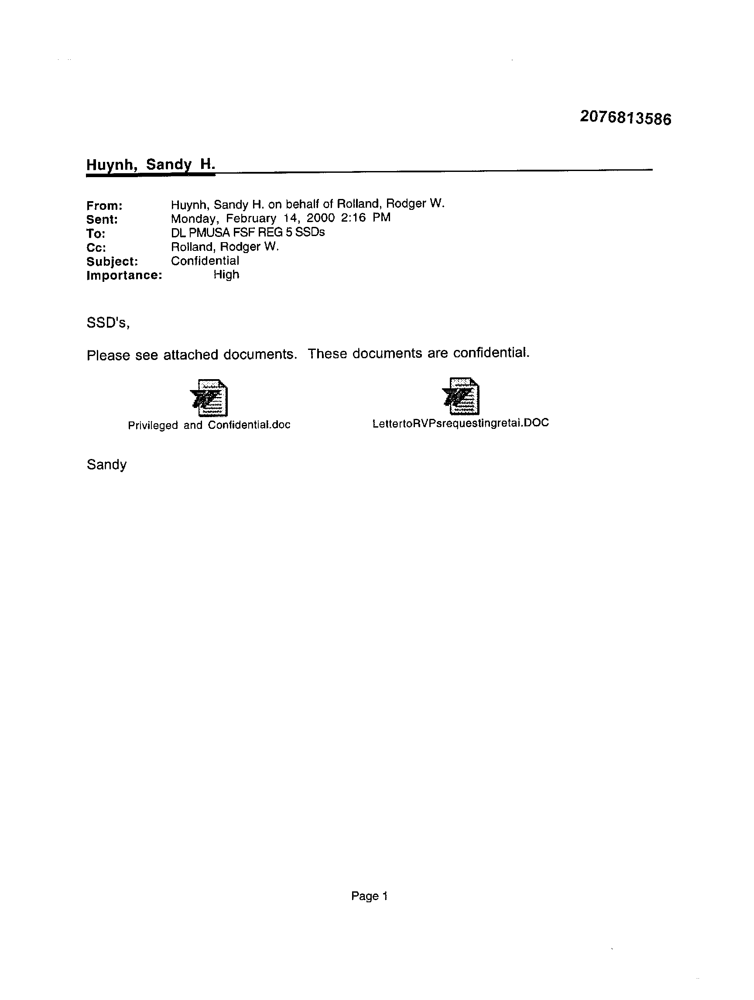 2076813586
Huynh, Sandy H.
From: Huynh, Sandy H. on behalf of Rolland, Rodger W.
Sent: Monday, February 14, 2000 2:16 PM
To: DL PMUSA FSF REG 5 SSDs
Cc: Rolland, Rodger W.
Subject: Confidential
Importance: High
SSD's,
Please see attached documents. These documents are confidential.
Privileged and Confidential.doc LettertoRVPsrequestingretai.DOC
Sandy
Page 1